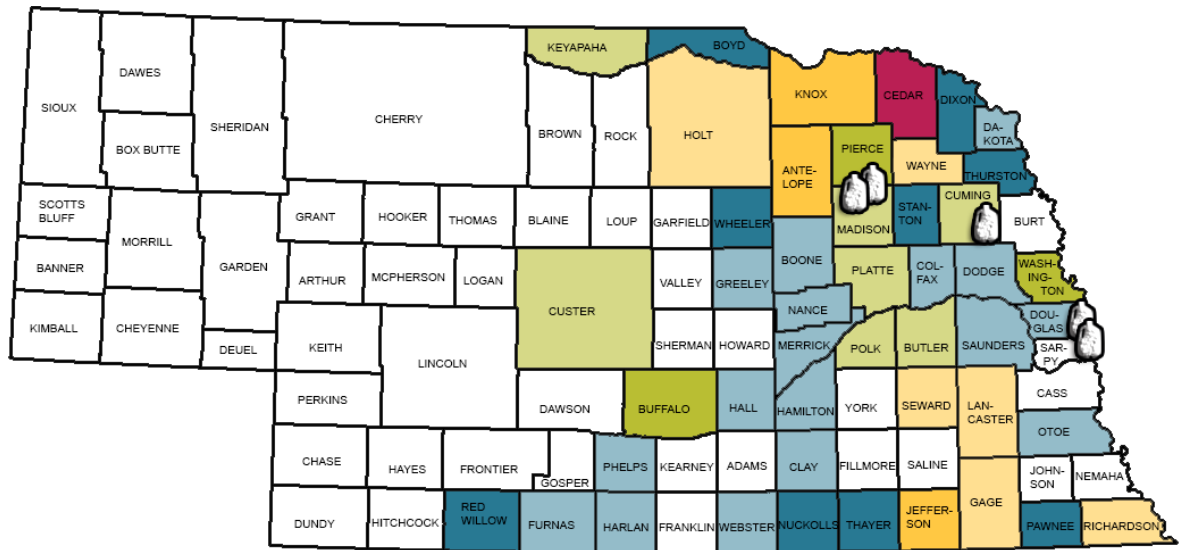 KEYAPAHA
BOYD
DAWES
SIOUX
SHERIDAN
CHERRY
BROWN
ROCK
HOLT
KNOX
CEDAR
DIXON
DA-
KOTA
BOX BUTTE
ANTE-
LOPE
PIERCE
WAYNE
THURSTON
SCOTTS
BLUFF
MORRILL
GARDEN
GRANT
HOOKER
THOMAS
BLAINE
LOUP
GARFIELD
WHEELER
MADISON
STAN-
TON
CUMING
BURT
BANNER
ARTHUR
MCPHERSON
LOGAN
CUSTER
VALLEY
GREELEY
BOONE
PLATTE
COL-
FAX
DODGE
WASH-
ING-
TON
KIMBALL
CHEYENNE
DEUEL
KEITH
LINCOLN
SHERMAN
HOWARD
NANCE
MERRICK
POLK
BUTLER
SAUNDERS
DOU-
GLAS
SAR-
PY
PERKINS
DAWSON
BUFFALO
HALL
HAMILTON
YORK
SEWARD
LAN-
CASTER
CASS
OTOE
CHASE
HAYES
FRONTIER
GOSPER
PHELPS
KEARNEY
ADAMS
CLAY
FILLMORE
SALINE
JOHN-
SON
NEMAHA
DUNDY
HITCHCOCK
RED
WILLOW
FURNAS
HARLAN
FRANKLIN
WEBSTER
NUCKOLLS
THAYER
JEFFER-
SON
GAGE
PAWNEE
RICHARDSON